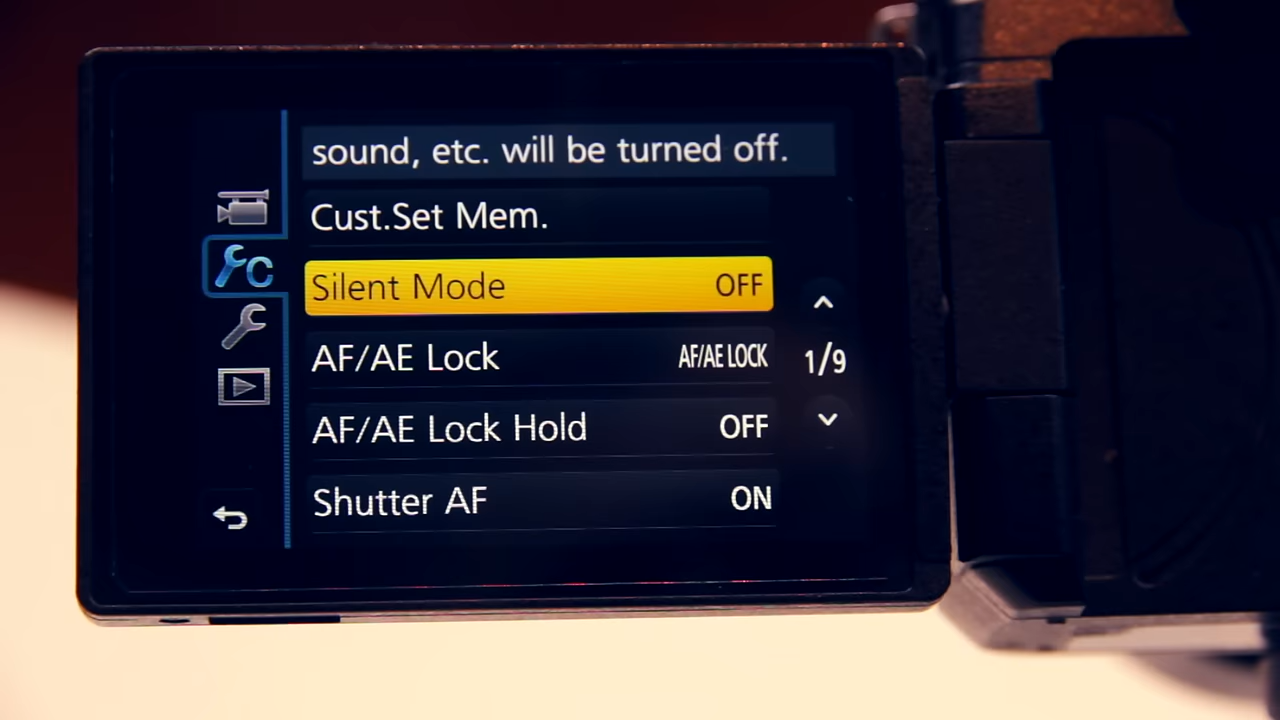 sound, etc. will be turned off.
Cust.Set Mem.
Silent Mode OFF
AF/AE Lock AF/AE LOCK
1/9
AF/AE Lock Hold OFF
Shutter AF ON
C